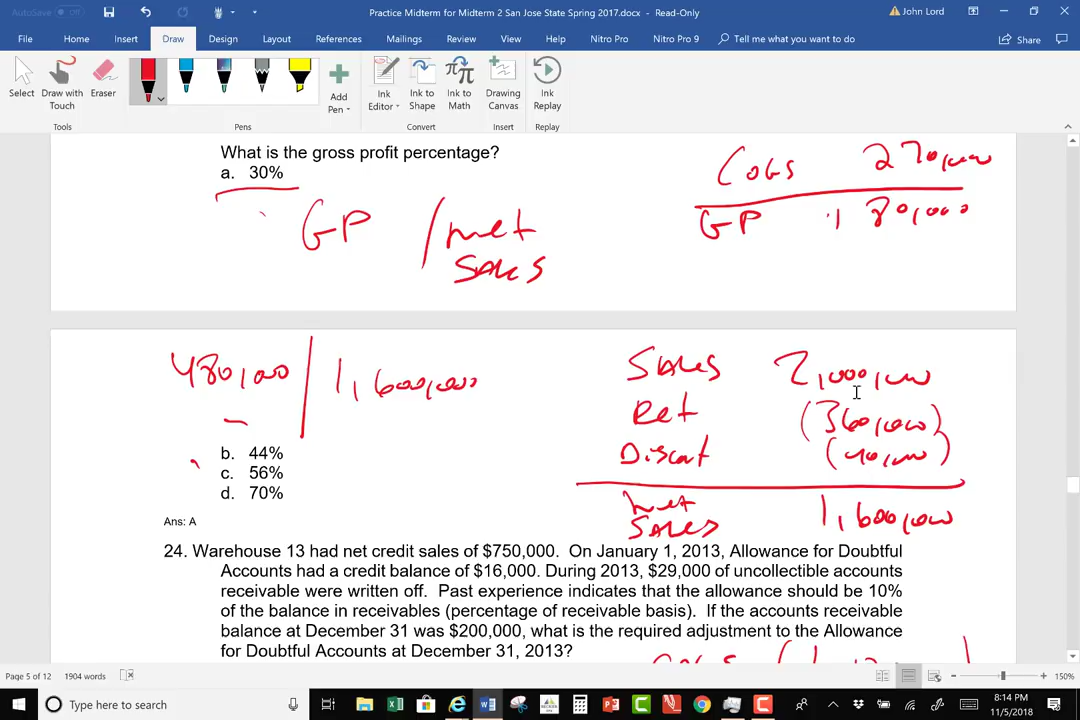 AutoSave Off
Practice Midterm for Midterm 2 San Jose State Spring 2017.docx - Read-Only
John Lord
File Home Insert Draw Design Layout References Mailings Review View Help Nitro Pro Nitro Pro 9 Tell me what you want to do Share
Select
Draw with Touch
Eraser
Add Pen
Ink Editor
Ink to Shape
Ink to Math
Drawing Canvas
Ink Replay
Tools Pens Convert Insert Replay
What is the gross profit percentage?
a. 30%
COGS 270,000
GP / net sales
GP 180,000
480,000 / 1,600,000
Sales 2,000,000
Ret (360,000)
Discount (40,000)
net sales 1,600,000
b. 44%
c. 56%
d. 70%
Ans: A
24. Warehouse 13 had net credit sales of $750,000. On January 1, 2013, Allowance for Doubtful
Accounts had a credit balance of $16,000. During 2013, $29,000 of uncollectible accounts
receivable were written off. Past experience indicates that the allowance should be 10%
of the balance in receivables (percentage of receivable basis). If the accounts receivable
balance at December 31 was $200,000, what is the required adjustment to the Allowance
for Doubtful Accounts at December 31, 2013?
Page 5 of 12 1904 words 150%
Type here to search
8:14 PM
11/5/2018